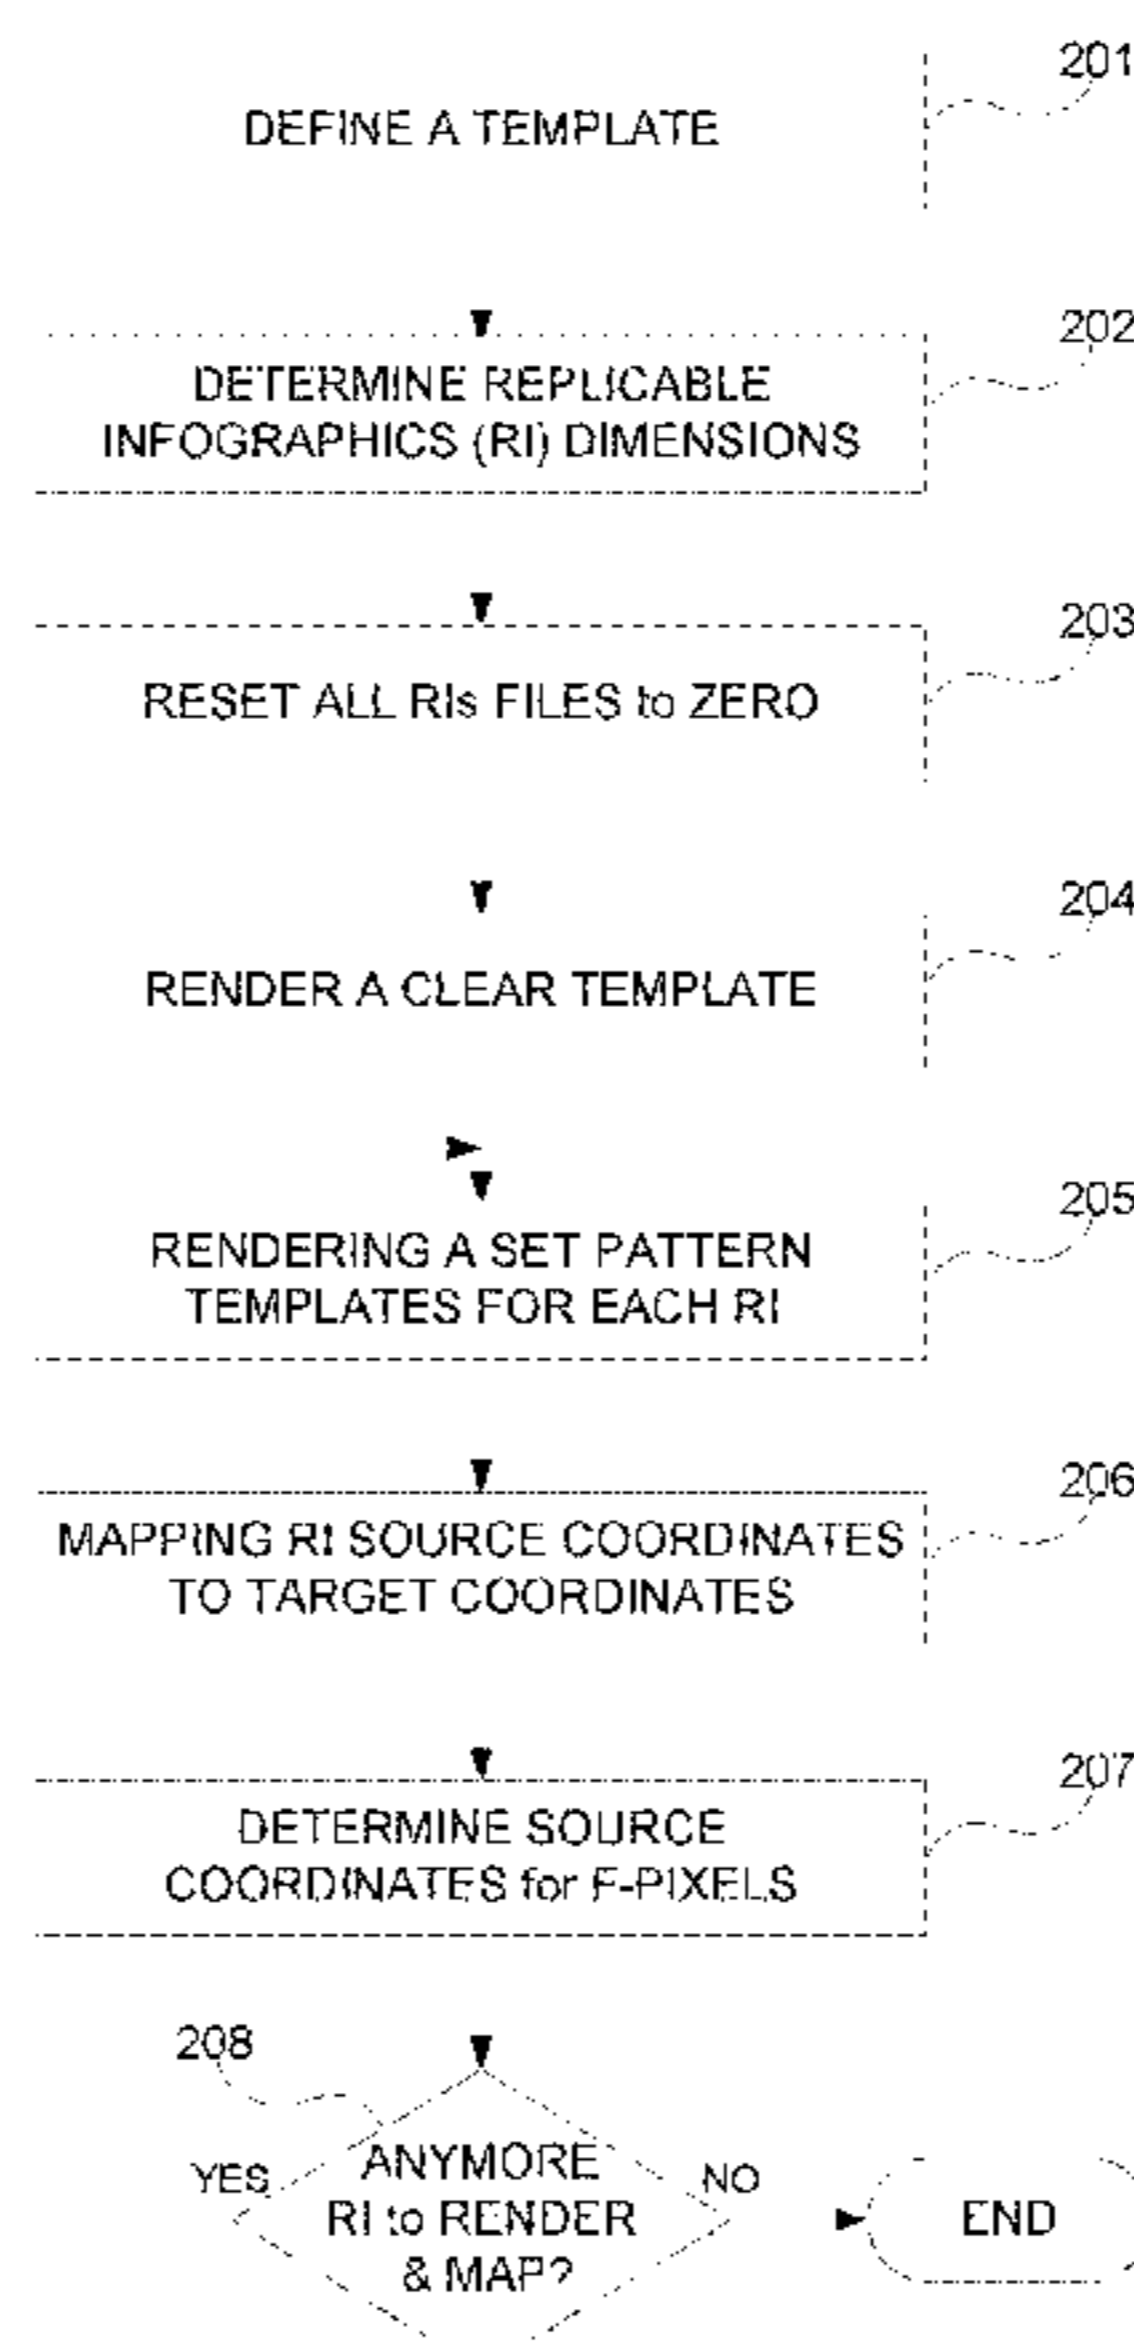 201
DEFINE A TEMPLATE
202
DETERMINE REPLICABLE
INFOGRAPHICS (RI) DIMENSIONS
203
RESET ALL RIs FILES to ZERO
204
RENDER A CLEAR TEMPLATE
205
RENDERING A SET PATTERN
TEMPLATES FOR EACH RI
206
MAPPING RI SOURCE COORDINATES
TO TARGET COORDINATES
207
DETERMINE SOURCE
COORDINATES for F-PIXELS
208
YES
ANYMORE
RI to RENDER
& MAP?
NO
END